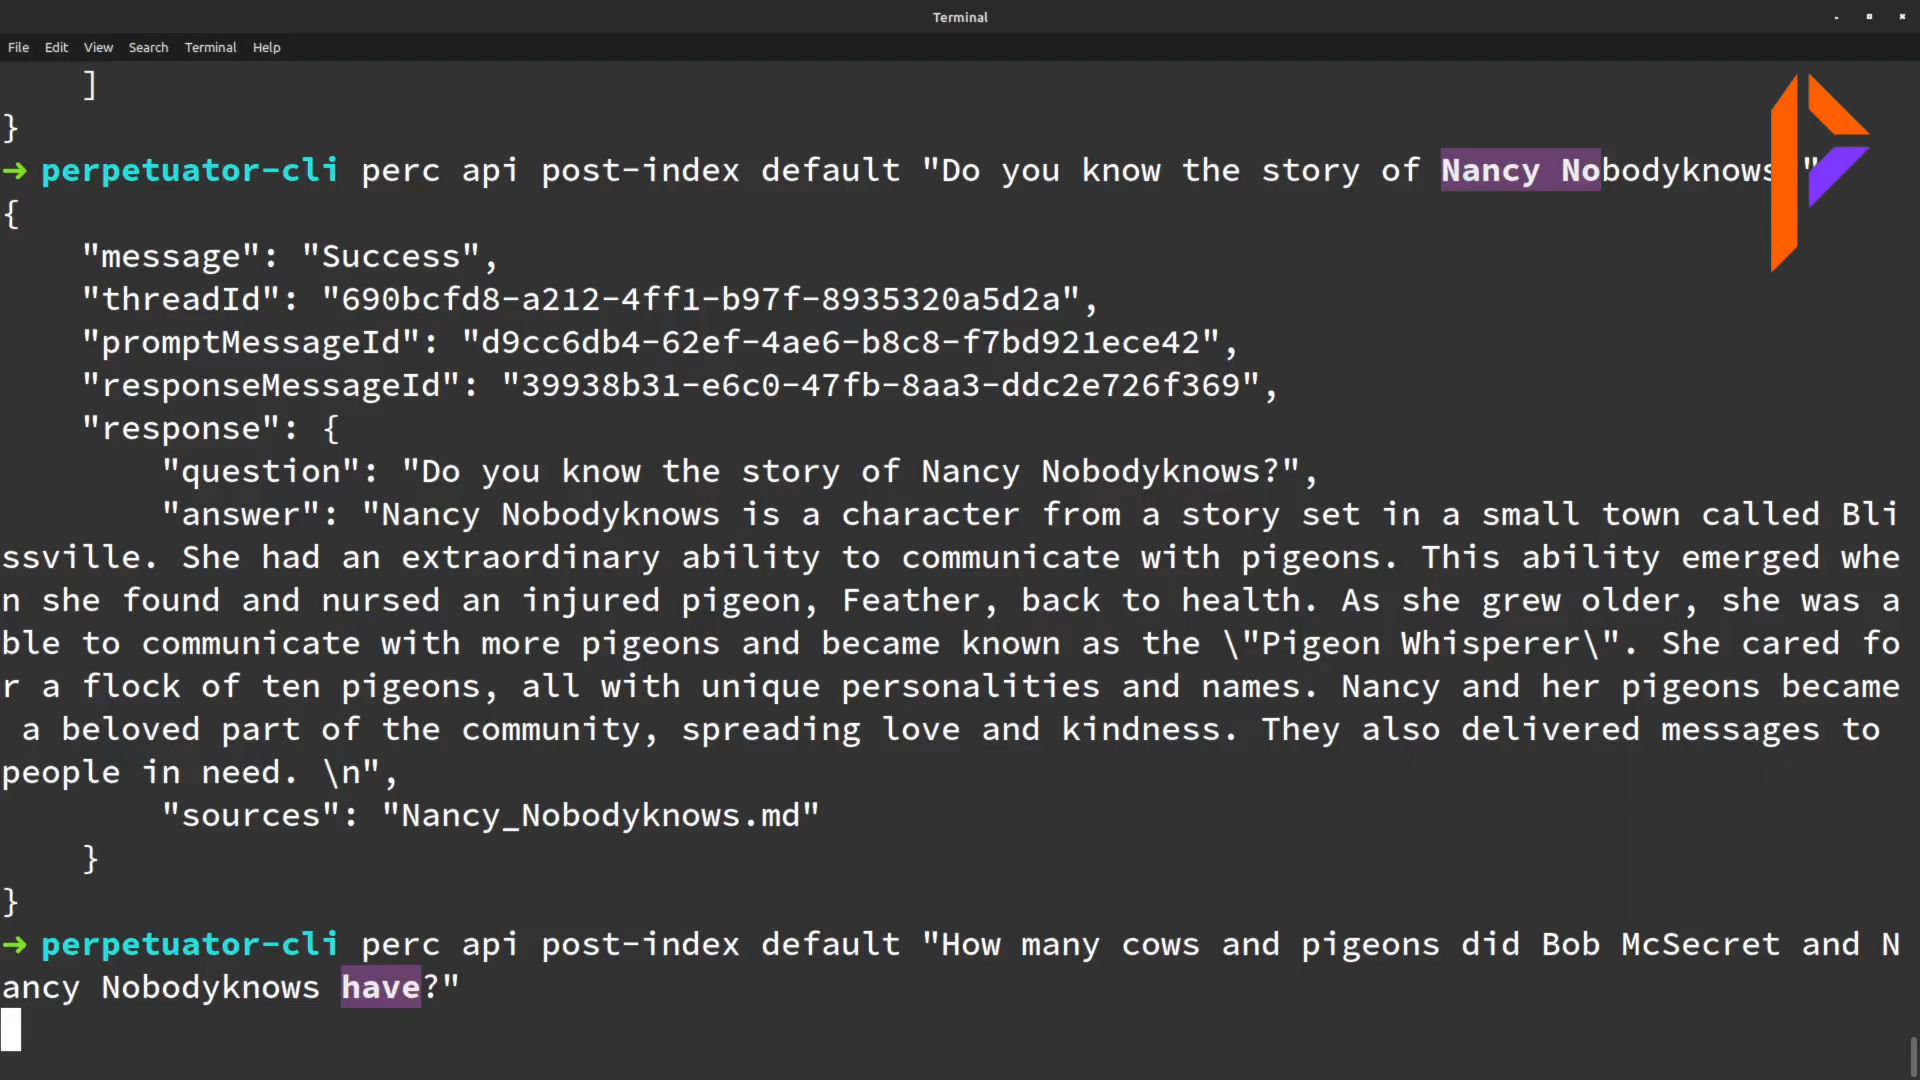 Terminal
File Edit View Search Terminal Help
]
}
➜ perpetuator-cli perc api post-index default "Do you know the story of Nancy Nobodyknows "
{
"message": "Success",
"threadId": "690bcfd8-a212-4ff1-b97f-8935320a5d2a",
"promptMessageId": "d9cc6db4-62ef-4ae6-b8c8-f7bd921ece42",
"responseMessageId": "39938b31-e6c0-47fb-8aa3-ddc2e726f369",
"response": {
"question": "Do you know the story of Nancy Nobodyknows?",
"answer": "Nancy Nobodyknows is a character from a story set in a small town called Bli
ssville. She had an extraordinary ability to communicate with pigeons. This ability emerged whe
n she found and nursed an injured pigeon, Feather, back to health. As she grew older, she was a
ble to communicate with more pigeons and became known as the \"Pigeon Whisperer\". She cared fo
r a flock of ten pigeons, all with unique personalities and names. Nancy and her pigeons became
a beloved part of the community, spreading love and kindness. They also delivered messages to
people in need. \n",
"sources": "Nancy_Nobodyknows.md"
}
}
➜ perpetuator-cli perc api post-index default "How many cows and pigeons did Bob McSecret and N
ancy Nobodyknows have?"